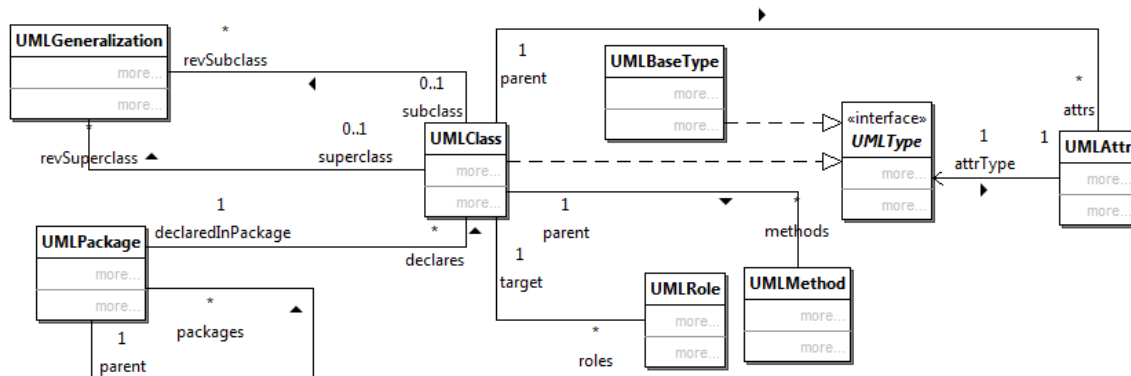 UMLGeneralization
more...
more...
*
revSubclass
0..1
subclass
*
revSuperclass
0..1
superclass
UMLClass
more...
more...
1
parent
UMLBaseType
more...
more...
«interface»
UMLType
more...
more...
*
attrs
1
attrType
1
UMLAttr
more...
more...
1
declaredInPackage
*
declares
UMLPackage
more...
more...
*
packages
1
parent
1
parent
*
methods
1
target
*
roles
UMLRole
more...
more...
UMLMethod
more...
more...